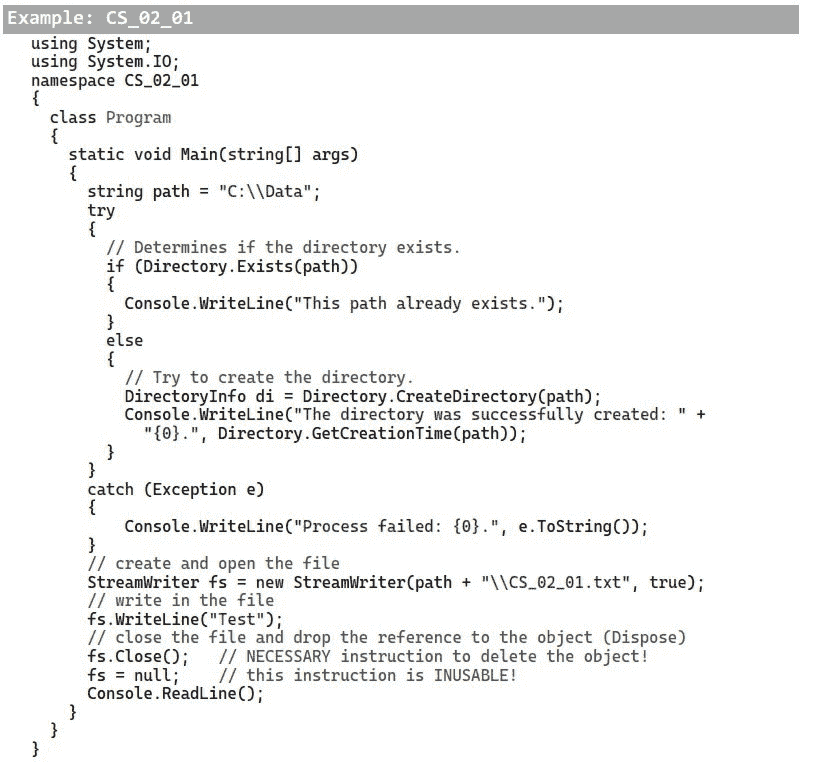 Example: CS_02_01
using System;
using System.IO;
namespace CS_02_01
{
  class Program
  {
    static void Main(string[] args)
    {
      string path = "C:\\Data";
      try
      {
        // Determines if the directory exists.
        if (Directory.Exists(path))
        {
          Console.WriteLine("This path already exists.");
        }
        else
        {
          // Try to create the directory.
          DirectoryInfo di = Directory.CreateDirectory(path);
          Console.WriteLine("The directory was successfully created: " +
            "{0}.", Directory.GetCreationTime(path));
        }
      }
      catch (Exception e)
      {
          Console.WriteLine("Process failed: {0}.", e.ToString());
      }
      // create and open the file
      StreamWriter fs = new StreamWriter(path + "\\CS_02_01.txt", true);
      // write in the file
      fs.WriteLine("Test");
      // close the file and drop the reference to the object (Dispose)
      fs.Close();   // NECESSARY instruction to delete the object!
      fs = null;    // this instruction is INUSABLE!
      Console.ReadLine();
    }
  }
}